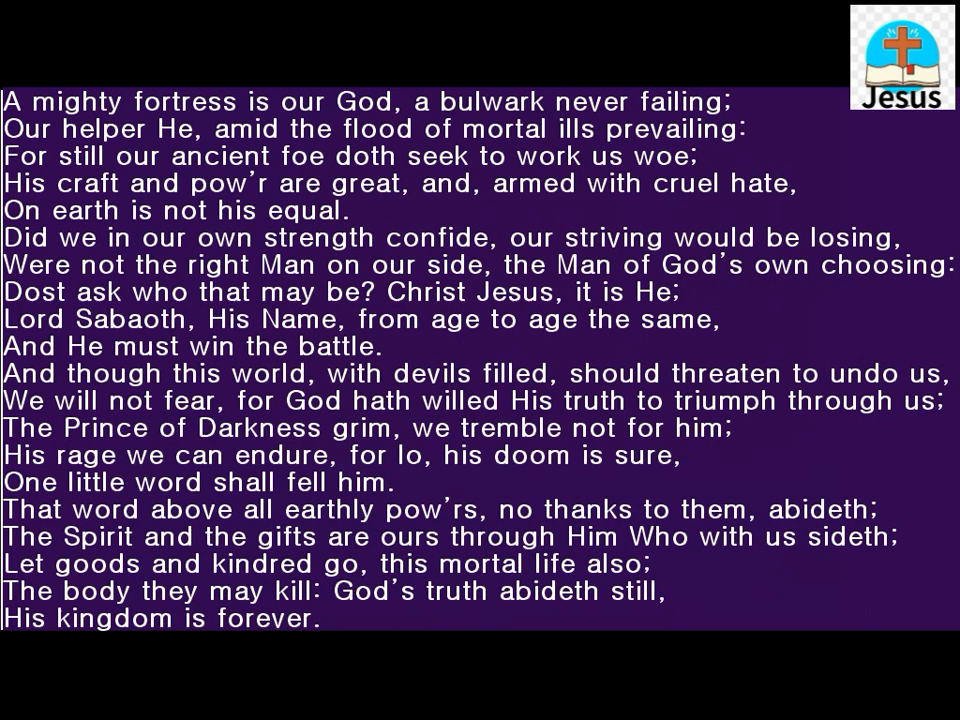 Jesus
A mighty fortress is our God, a bulwark never failing;
Our helper He, amid the flood of mortal ills prevailing:
For still our ancient foe doth seek to work us woe;
His craft and pow’r are great, and, armed with cruel hate,
On earth is not his equal.
Did we in our own strength confide, our striving would be losing,
Were not the right Man on our side, the Man of God’s own choosing:
Dost ask who that may be? Christ Jesus, it is He;
Lord Sabaoth, His Name, from age to age the same,
And He must win the battle.
And though this world, with devils filled, should threaten to undo us,
We will not fear, for God hath willed His truth to triumph through us;
The Prince of Darkness grim, we tremble not for him;
His rage we can endure, for lo, his doom is sure,
One little word shall fell him.
That word above all earthly pow’rs, no thanks to them, abideth;
The Spirit and the gifts are ours through Him Who with us sideth;
Let goods and kindred go, this mortal life also;
The body they may kill: God’s truth abideth still,
His kingdom is forever.